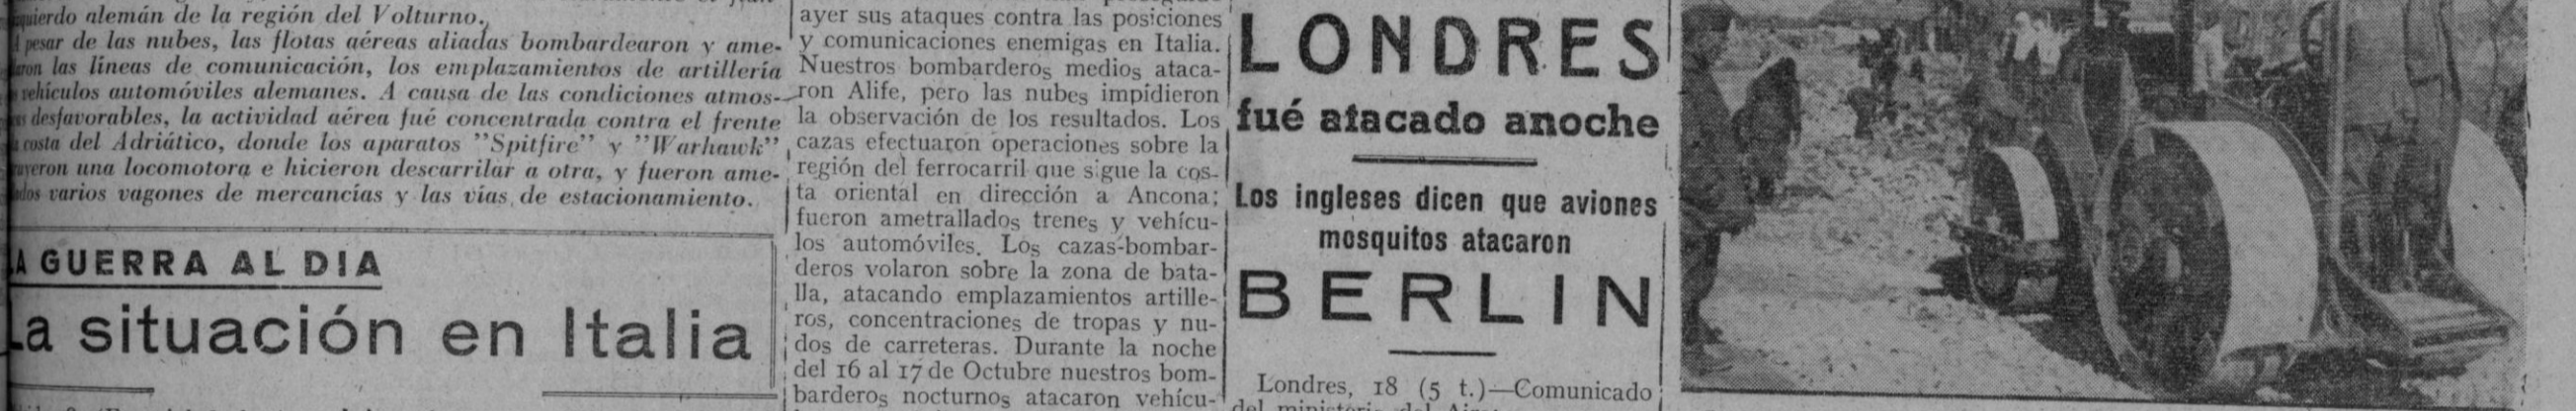 izquierdo alemán de la región del Volturno.
A pesar de las nubes, las flotas aéreas aliadas bombardearon y ame-
las líneas de comunicación, los emplazamientos de artillería
vehículos automóviles alemanes. A causa de las condiciones atmos-
desfavorables, la actividad aérea fué concentrada contra el frente
costa del Adriático, donde los aparatos "Spitfire" y "Warhawk"
una locomotora e hicieron descarrilar a otra, y fueron ame-
varios vagones de mercancías y las vías de estacionamiento.
LA GUERRA AL DIA
La situación en Italia
ayer sus ataques contra las posiciones
y comunicaciones enemigas en Italia.
Nuestros bombarderos medios ataca-
ron Alife, pero las nubes impidieron
la observación de los resultados. Los
cazas efectuaron operaciones sobre la
región del ferrocarril que sigue la cos-
ta oriental en dirección a Ancona;
fueron ametrallados trenes y vehícu-
los automóviles. Los cazas-bombar-
deros volaron sobre la zona de bata-
lla, atacando emplazamientos artille-
ros, concentraciones de tropas y nu-
dos de carreteras. Durante la noche
del 16 al 17 de Octubre nuestros bom-
barderos nocturnos atacaron vehícu-
LONDRES
fué atacado anoche
Los ingleses dicen que aviones
mosquitos atacaron
BERLIN
Londres, 18 (5 t.)—Comunicado